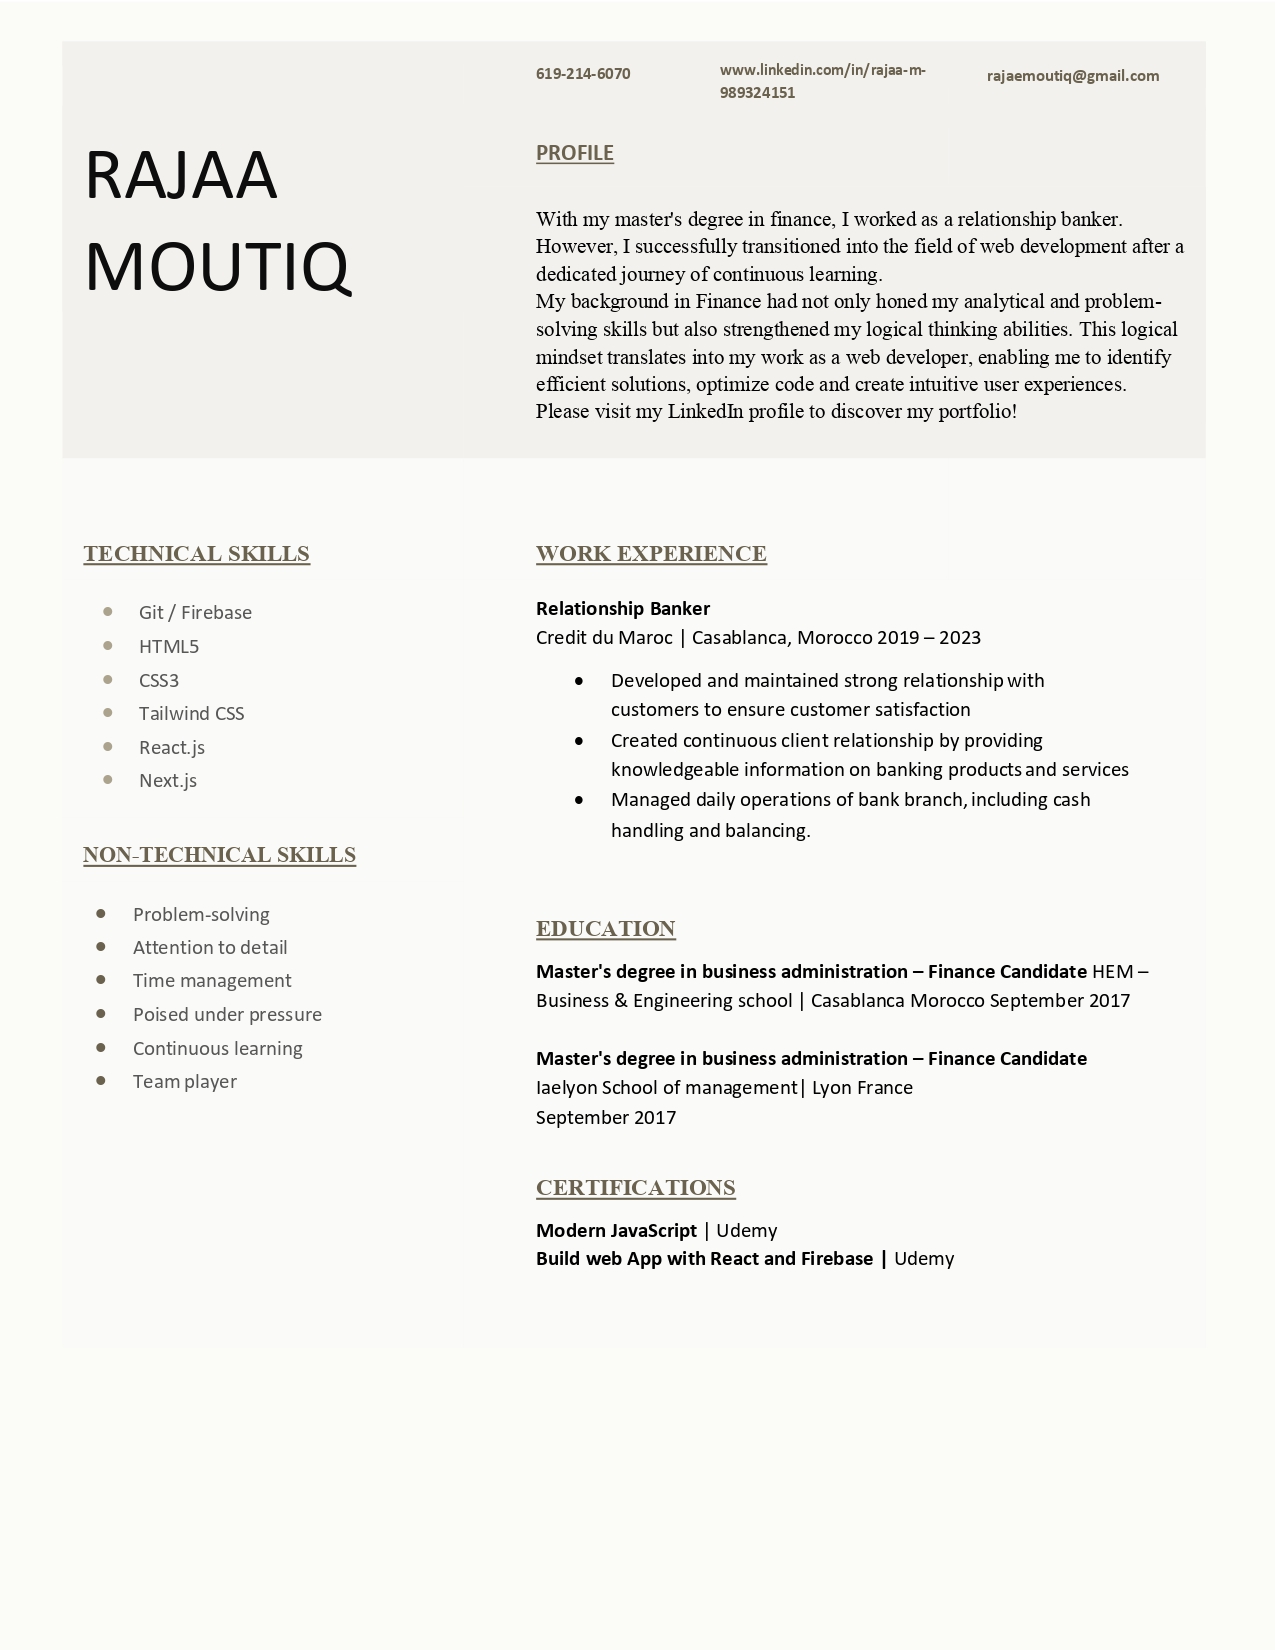 619-214-6070
www.linkedin.com/in/rajaa-m-
989324151
rajaemoutiq@gmail.com
RAJAA
MOUTIQ
PROFILE
With my master's degree in finance, I worked as a relationship banker.
However, I successfully transitioned into the field of web development after a
dedicated journey of continuous learning.
My background in Finance had not only honed my analytical and problem-
solving skills but also strengthened my logical thinking abilities. This logical
mindset translates into my work as a web developer, enabling me to identify
efficient solutions, optimize code and create intuitive user experiences.
Please visit my LinkedIn profile to discover my portfolio!
TECHNICAL SKILLS
• Git / Firebase
• HTML5
• CSS3
• Tailwind CSS
• React.js
• Next.js
NON-TECHNICAL SKILLS
• Problem-solving
• Attention to detail
• Time management
• Poised under pressure
• Continuous learning
• Team player
WORK EXPERIENCE
Relationship Banker
Credit du Maroc | Casablanca, Morocco 2019 – 2023
• Developed and maintained strong relationship with
customers to ensure customer satisfaction
• Created continuous client relationship by providing
knowledgeable information on banking products and services
• Managed daily operations of bank branch, including cash
handling and balancing.
EDUCATION
Master's degree in business administration – Finance Candidate HEM –
Business & Engineering school | Casablanca Morocco September 2017
Master's degree in business administration – Finance Candidate
Iaelyon School of management| Lyon France
September 2017
CERTIFICATIONS
Modern JavaScript | Udemy
Build web App with React and Firebase | Udemy